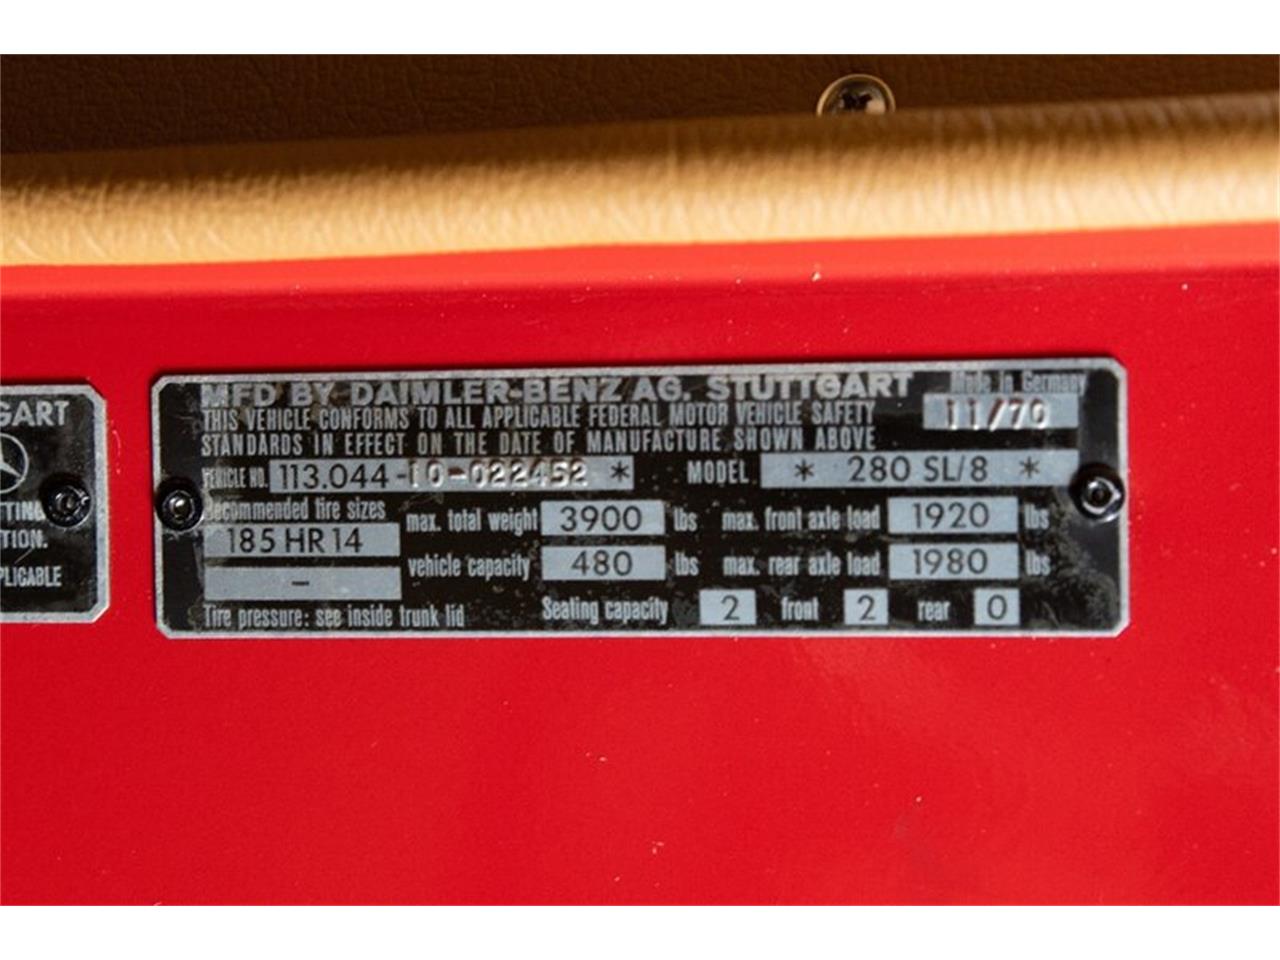 GART
TTING
TION.
PLICABLE
MFD BY DAIMLER-BENZ AG. STUTTGART
Made in Germany
THIS VEHICLE CONFORMS TO ALL APPLICABLE FEDERAL MOTOR VEHICLE SAFETY
11/70
STANDARDS IN EFFECT ON THE DATE OF MANUFACTURE SHOWN ABOVE
VEHICLE NO. 113.044-10-022452 * MODEL * 280 SL/8 *
Recommended tire sizes
185 HR 14
-
Tire pressure: see inside trunk lid
max. total weight 3900 lbs max. front axle load 1920 lbs
vehicle capacity 480 lbs max. rear axle load 1980 lbs
Seating capacity 2 front 2 rear 0